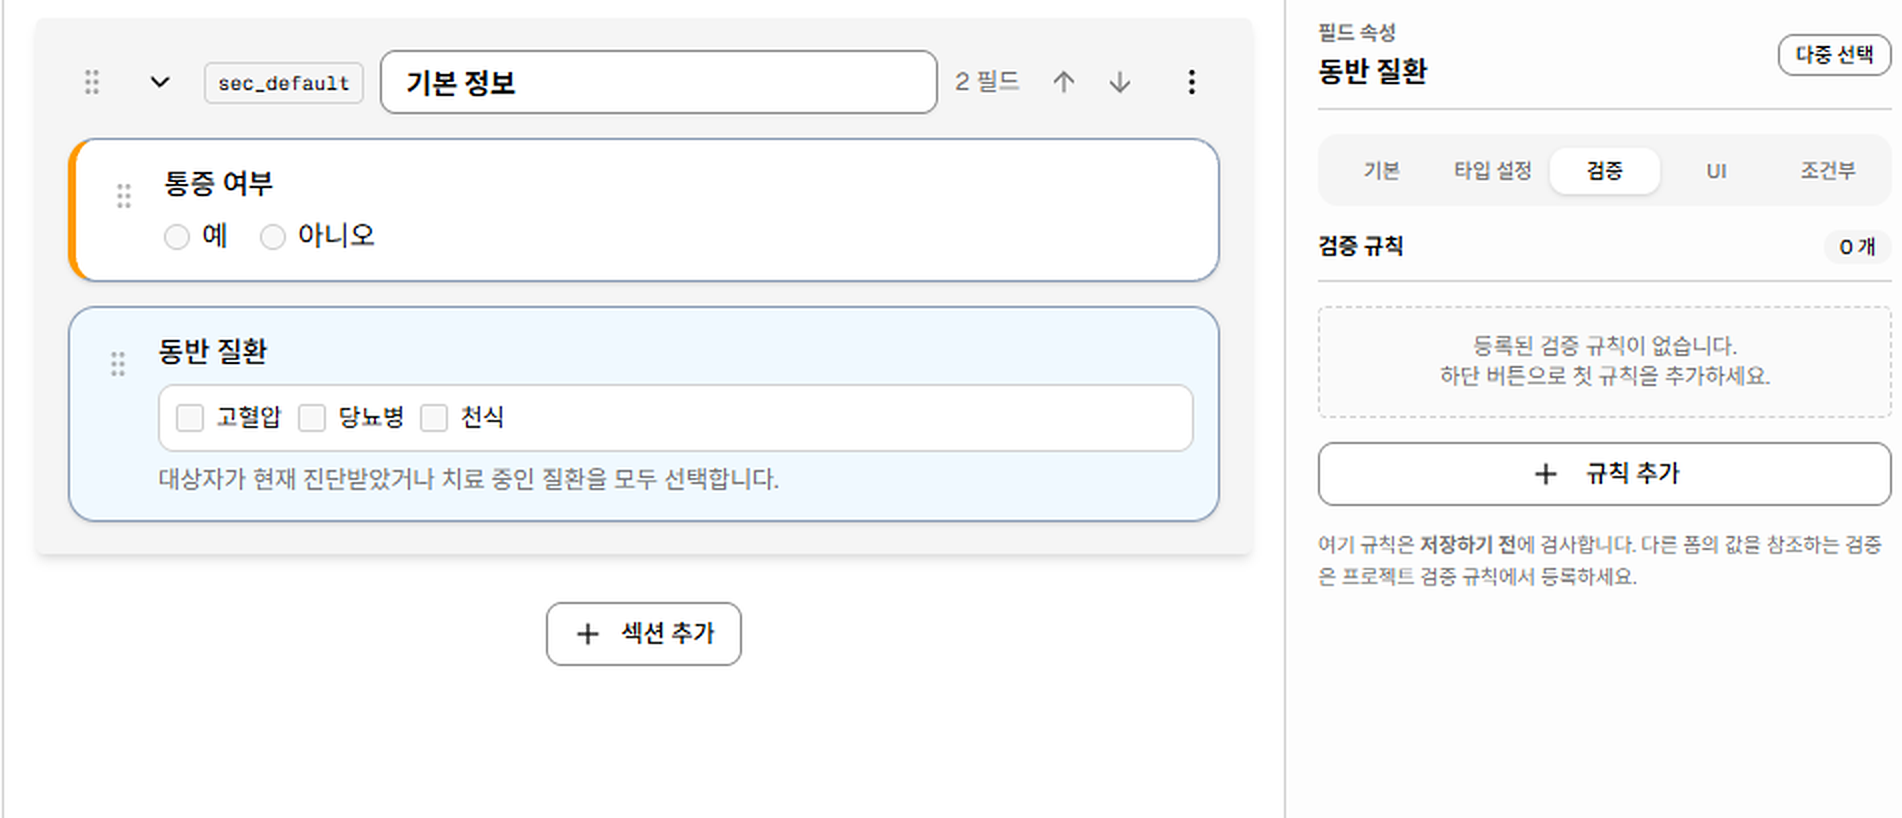 sec_default 기본 정보 2 필드
통증 여부
예 아니오
동반 질환
고혈압 당뇨병 천식
대상자가 현재 진단받았거나 치료 중인 질환을 모두 선택합니다.
+ 섹션 추가
필드 속성
동반 질환
다중 선택
기본 타입 설정 검증 UI 조건부
검증 규칙 0 개
등록된 검증 규칙이 없습니다.
하단 버튼으로 첫 규칙을 추가하세요.
+ 규칙 추가
여기 규칙은 저장하기 전에 검사합니다. 다른 폼의 값을 참조하는 검증
은 프로젝트 검증 규칙에서 등록하세요.